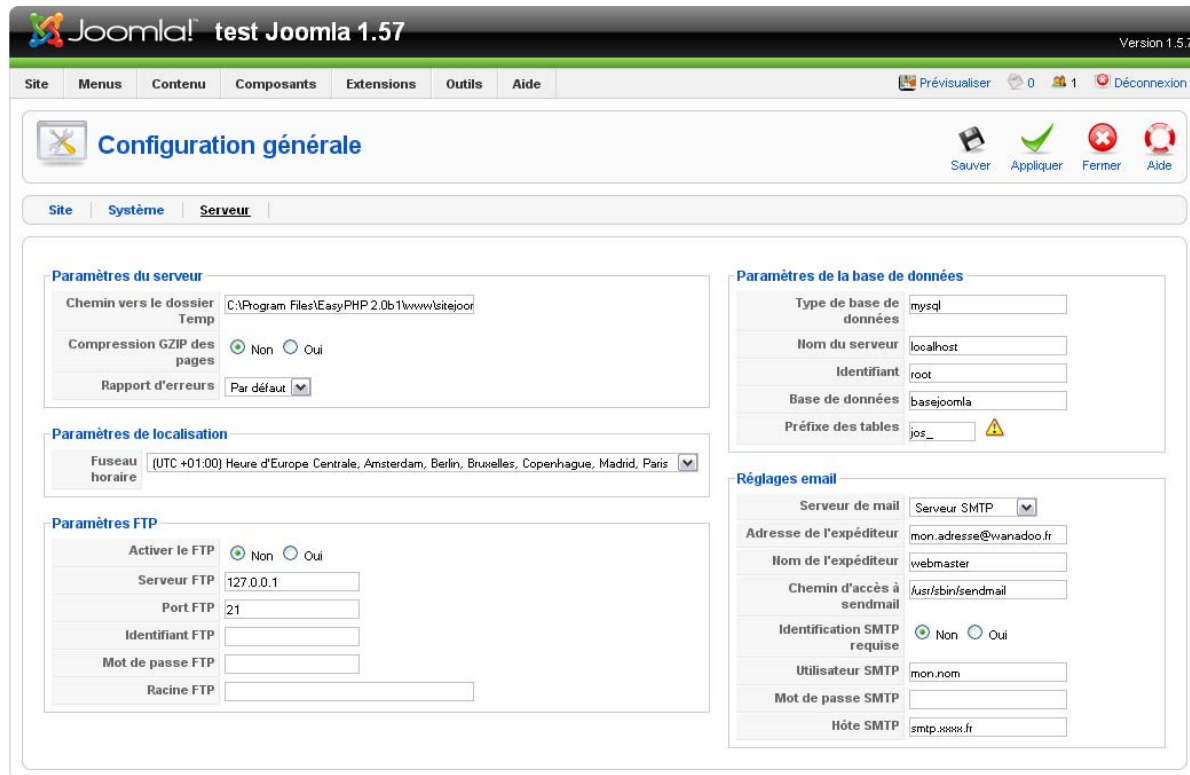 Joomla! test Joomla 1.57
Version 1.5.7
Site Menus Contenu Composants Extensions Outils Aide Prévisualiser 0 1 Déconnexion
Configuration générale
Sauver Appliquer Fermer Aide
Site Système Serveur
Paramètres du serveur
Chemin vers le dossier Temp C:\Program Files\EasyPHP 2.0b1\www\sitejoor
Compression GZIP des pages Non Oui
Rapport d'erreurs Par défaut
Paramètres de localisation
Fuseau horaire (UTC +01:00) Heure d'Europe Centrale, Amsterdam, Berlin, Bruxelles, Copenhague, Madrid, Paris
Paramètres FTP
Activer le FTP Non Oui
Serveur FTP 127.0.0.1
Port FTP 21
Identifiant FTP
Mot de passe FTP
Racine FTP
Paramètres de la base de données
Type de base de données mysql
Nom du serveur localhost
Identifiant root
Base de données basejoomla
Préfixe des tables jos_
Réglages email
Serveur de mail Serveur SMTP
Adresse de l'expéditeur mon.adresse@wanadoo.fr
Nom de l'expéditeur webmaster
Chemin d'accès à sendmail /usr/sbin/sendmail
Identification SMTP requise Non Oui
Utilisateur SMTP mon.nom
Mot de passe SMTP
Hôte SMTP smtp.xxxx.fr